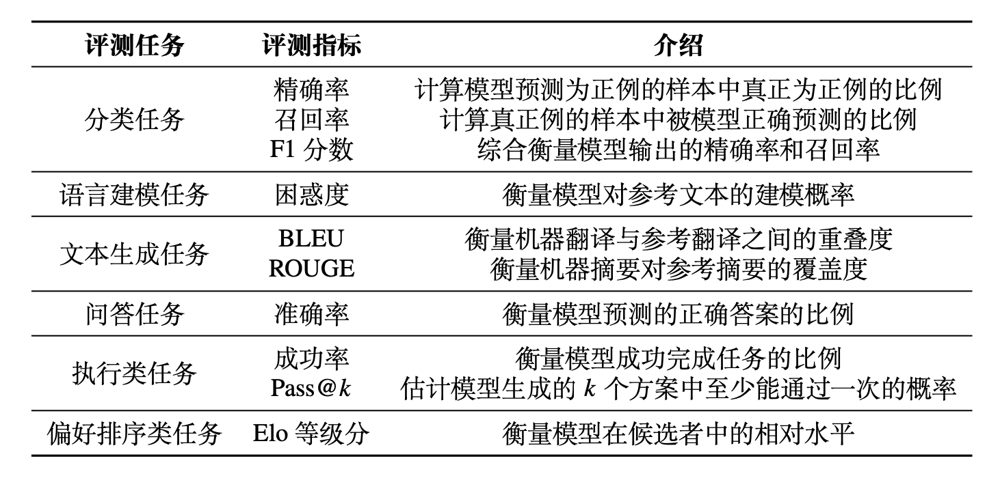 评测任务 评测指标 介绍
精确率 计算模型预测为正例的样本中真正为正例的比例
分类任务 召回率 计算真正例的样本中被模型正确预测的比例
F1 分数 综合衡量模型输出的精确率和召回率
语言建模任务 困惑度 衡量模型对参考文本的建模概率
文本生成任务
BLEU 衡量机器翻译与参考翻译之间的重叠度
ROUGE 衡量机器摘要对参考摘要的覆盖度
问答任务 准确率 衡量模型预测的正确答案的比例
执行类任务
成功率 衡量模型成功完成任务的比例
Pass@k 估计模型生成的 k 个方案中至少能通过一次的概率
偏好排序类任务 Elo 等级分 衡量模型在候选者中的相对水平